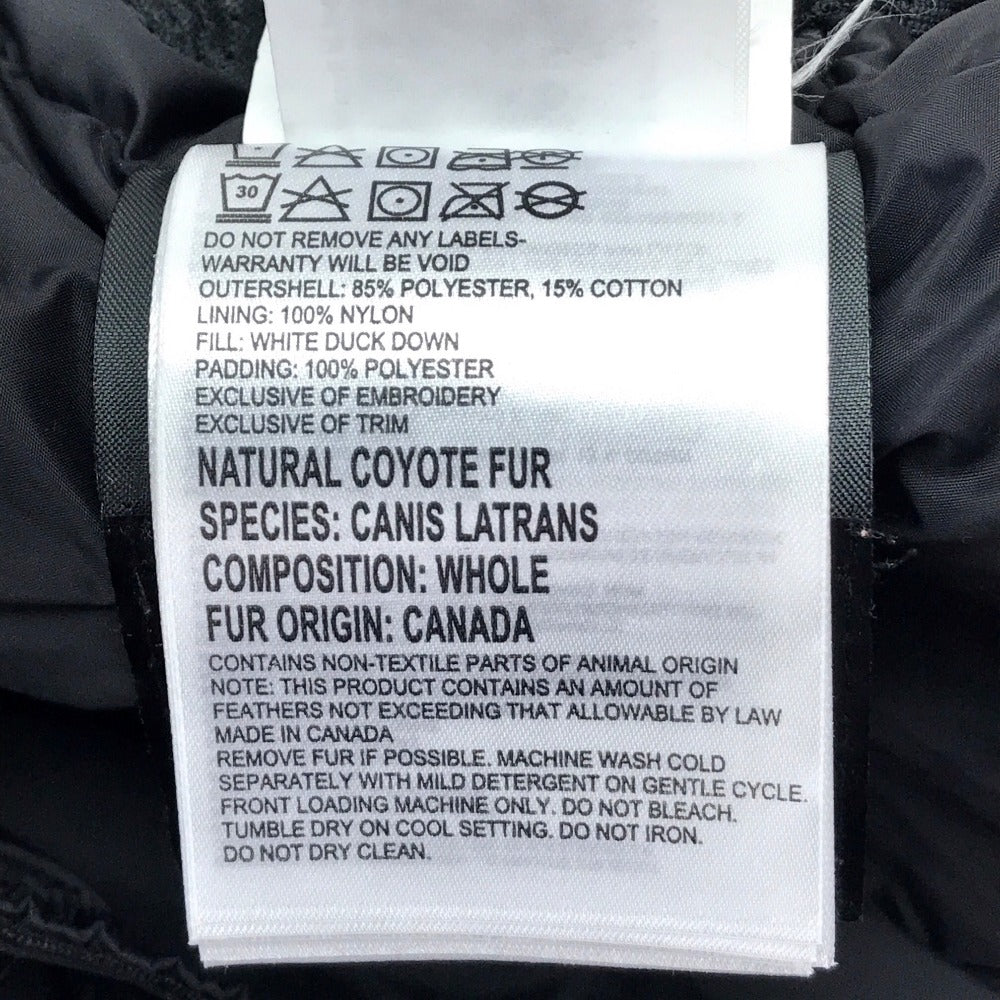 30
DO NOT REMOVE ANY LABELS-
WARRANTY WILL BE VOID
OUTERSHELL: 85% POLYESTER, 15% COTTON
LINING: 100% NYLON
FILL: WHITE DUCK DOWN
PADDING: 100% POLYESTER
EXCLUSIVE OF EMBROIDERY
EXCLUSIVE OF TRIM
NATURAL COYOTE FUR
SPECIES: CANIS LATRANS
COMPOSITION: WHOLE
FUR ORIGIN: CANADA
CONTAINS NON-TEXTILE PARTS OF ANIMAL ORIGIN
NOTE: THIS PRODUCT CONTAINS AN AMOUNT OF
FEATHERS NOT EXCEEDING THAT ALLOWABLE BY LAW
MADE IN CANADA
REMOVE FUR IF POSSIBLE. MACHINE WASH COLD
SEPARATELY WITH MILD DETERGENT ON GENTLE CYCLE.
FRONT LOADING MACHINE ONLY. DO NOT BLEACH.
TUMBLE DRY ON COOL SETTING. DO NOT IRON.
DO NOT DRY CLEAN.